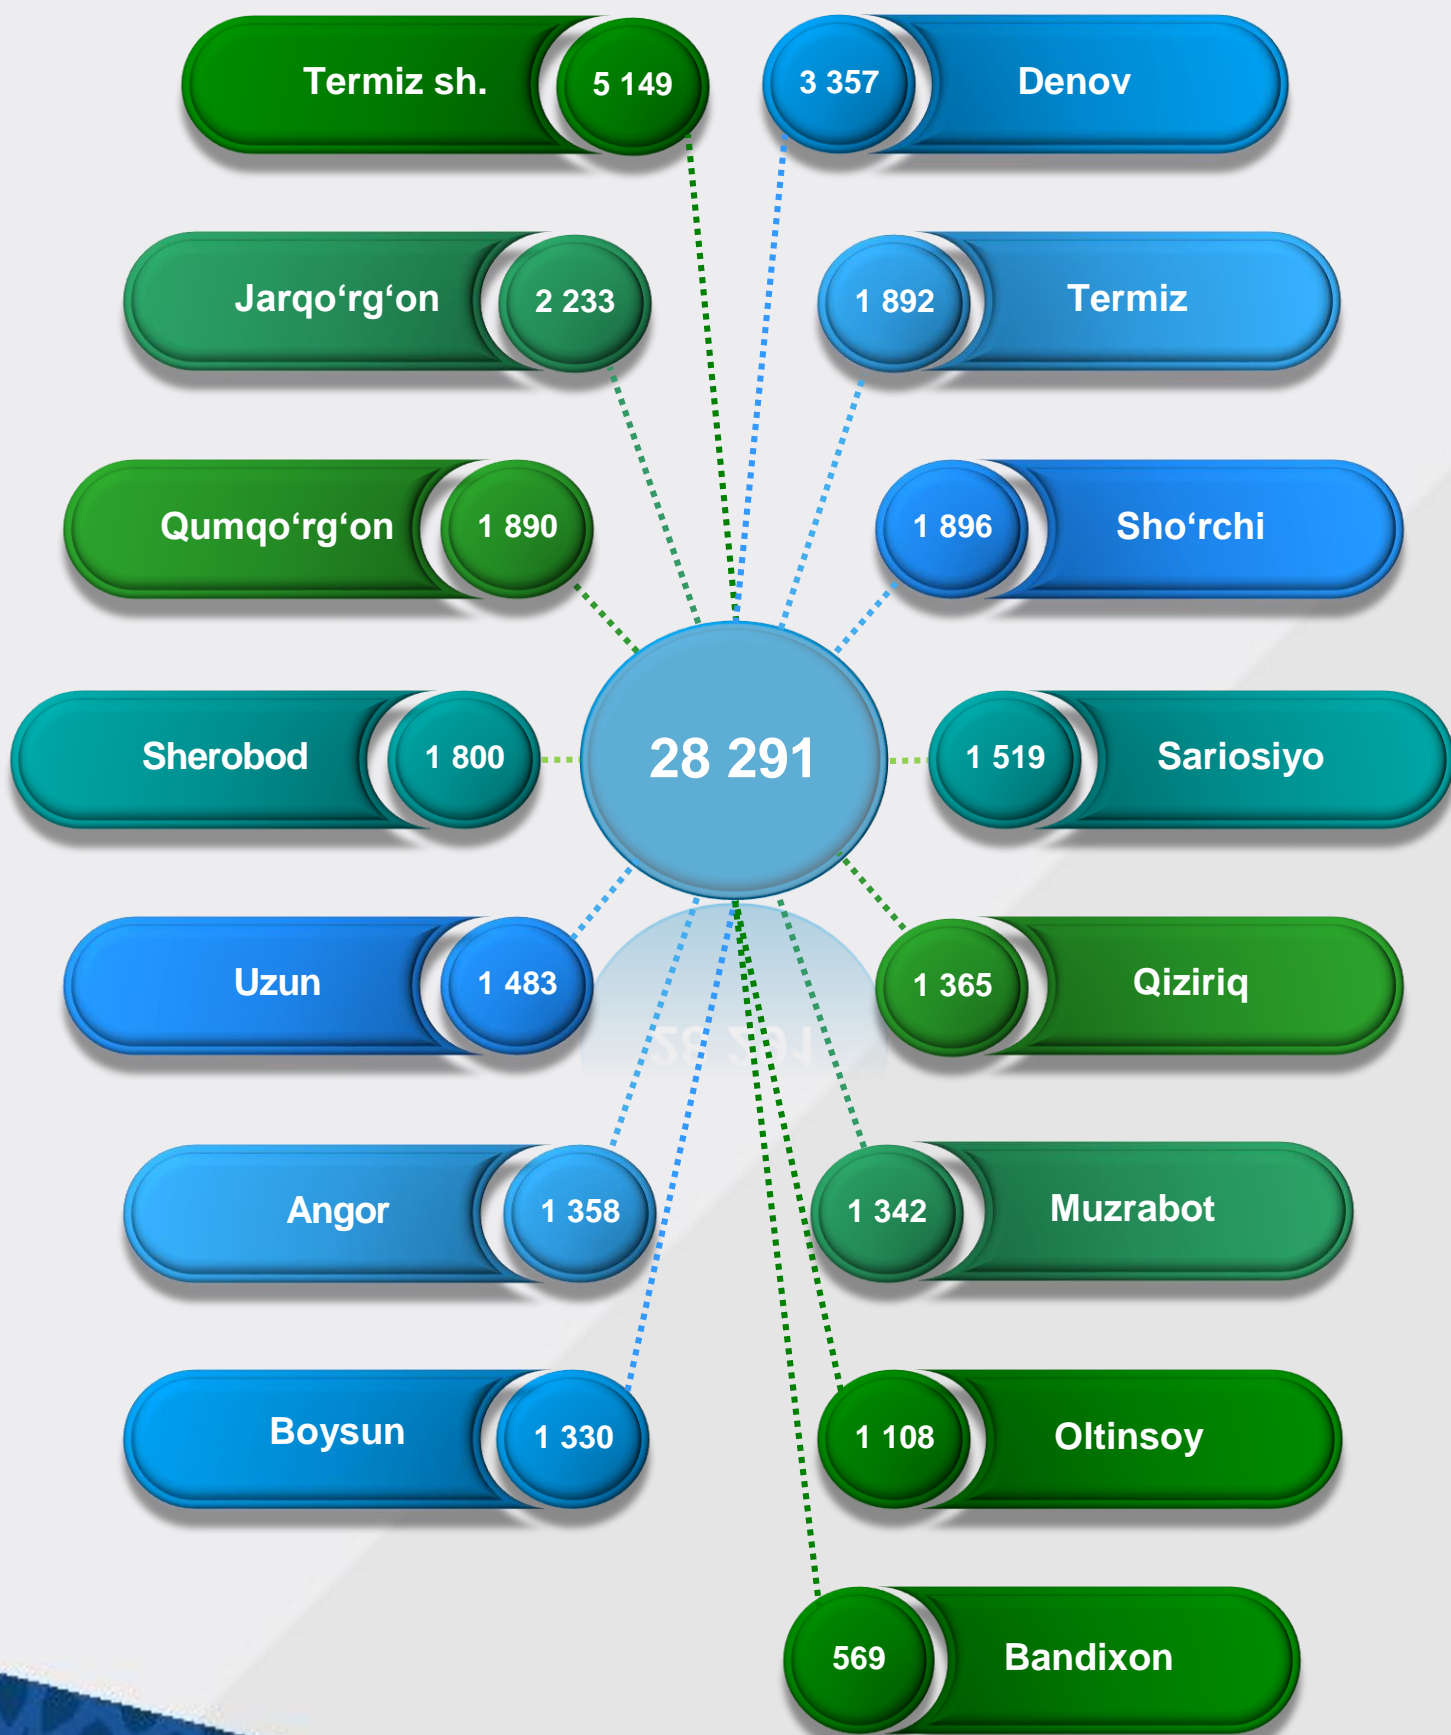 Termiz sh. 5 149
3 357 Denov
Jarqo‘rg‘on 2 233
1 892 Termiz
Qumqo‘rg‘on 1 890
1 896 Sho‘rchi
Sherobod 1 800
28 291
1 519 Sariosiyo
Uzun 1 483
1 365 Qiziriq
Angor 1 358
1 342 Muzrabot
Boysun 1 330
1 108 Oltinsoy
569 Bandixon